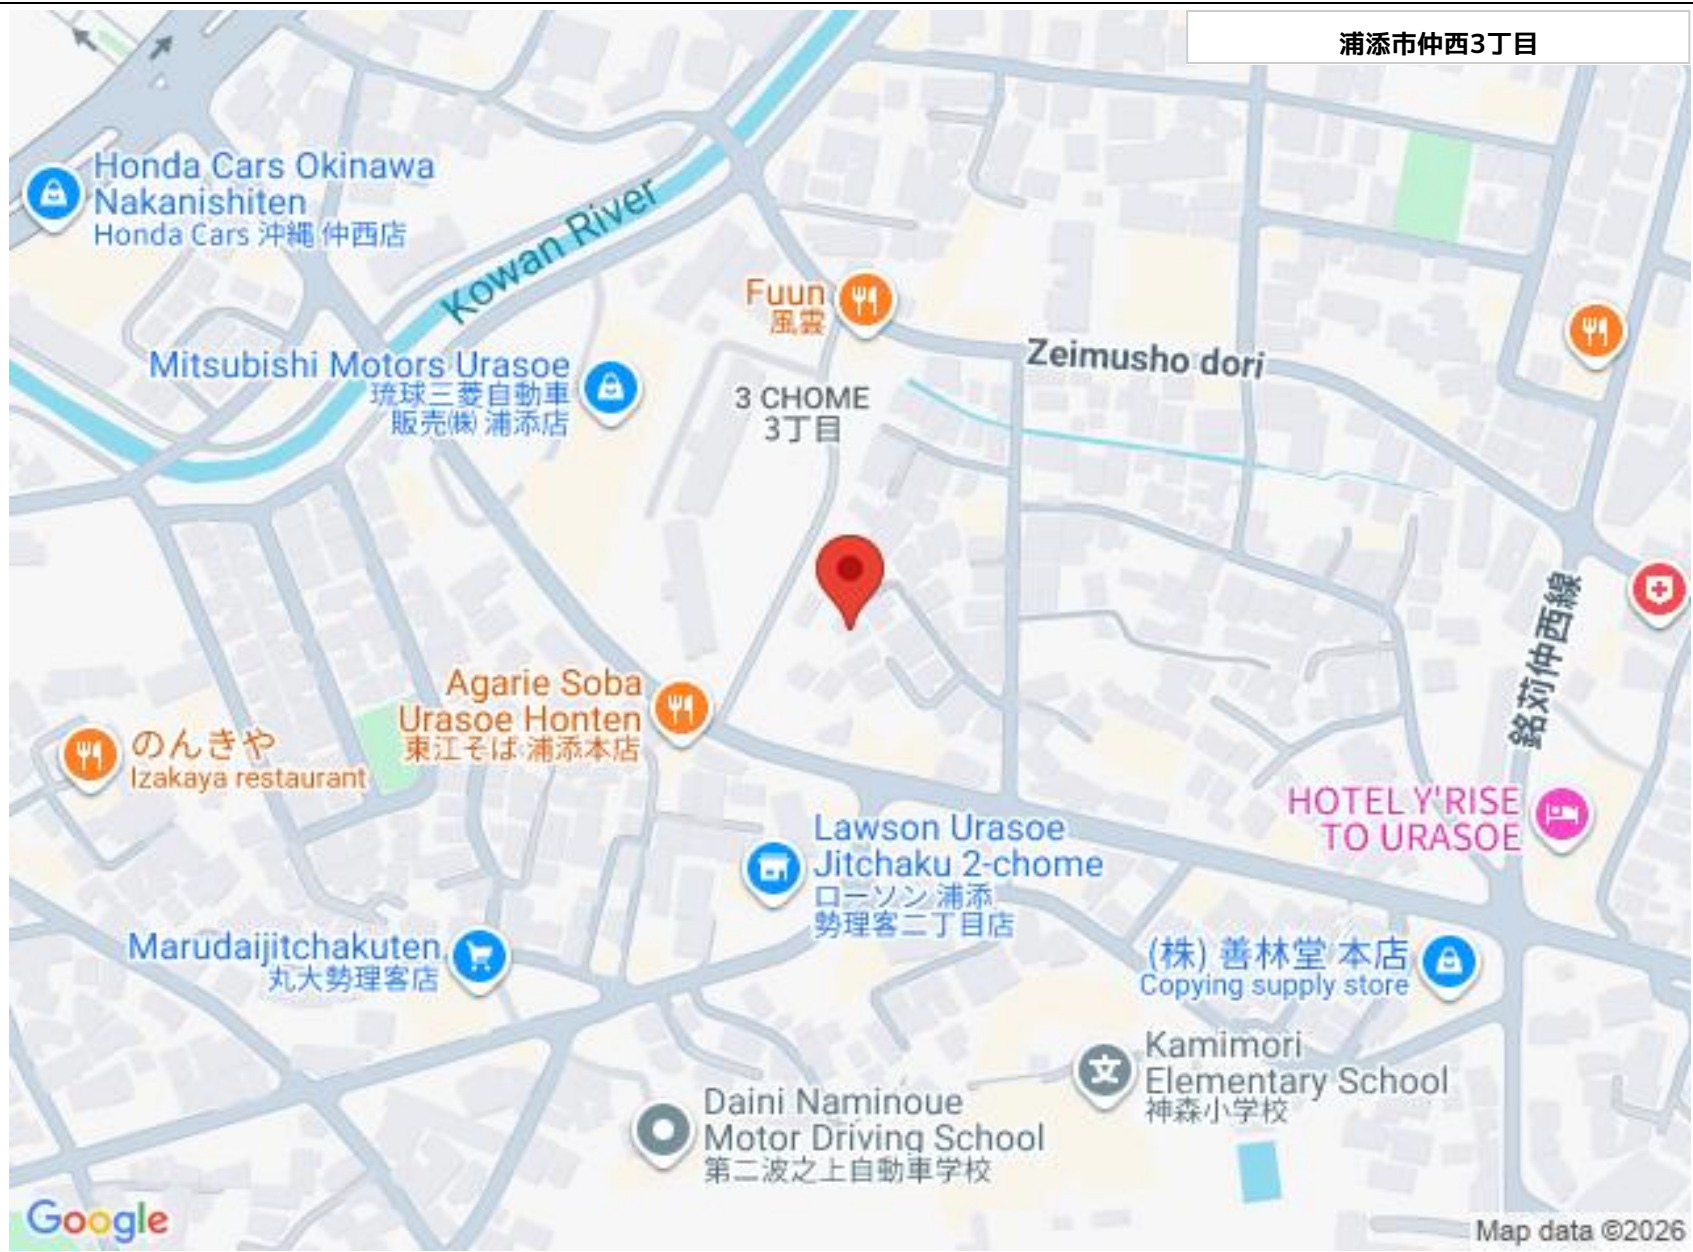 浦添市仲西3丁目
Honda Cars Okinawa
Nakanishiten
Honda Cars 沖縄 仲西店
Kowan River
Fuun
風雲
Zeimusho dori
Mitsubishi Motors Urasoe
琉球三菱自動車
販売㈱ 浦添店
3 CHOME
3丁目
銘苅仲西線
Agarie Soba
Urasoe Honten
東江そば 浦添本店
のんきや
Izakaya restaurant
HOTEL Y'RISE
TO URASOE
Lawson Urasoe
Jitchaku 2-chome
ローソン 浦添
勢理客二丁目店
Marudaijitchakuten
丸大勢理客店
(株) 善林堂 本店
Copying supply store
Kamimori
Elementary School
神森小学校
Daini Naminoue
Motor Driving School
第二波之上自動車学校
Google
Map data ©2026